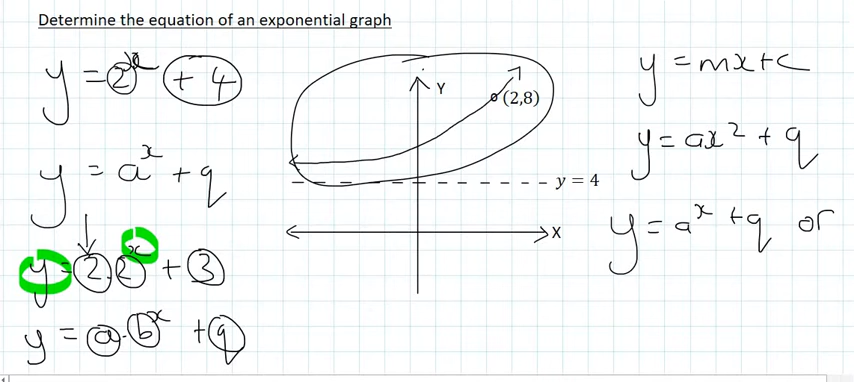 Determine the equation of an exponential graph
y = 2^x + 4
y = a^x + q
y = 2.2^x + 3
y = a.b^x + q
Y
(2,8)
y = 4
X
y = mx + c
y = ax² + q
y = a^x + q or